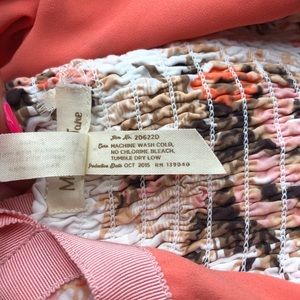 Item No. 20622D
Care: MACHINE WASH COLD,
NO CHLORINE BLEACH,
TUMBLE DRY LOW
Production Date: OCT 2015 RN 139040
Jane